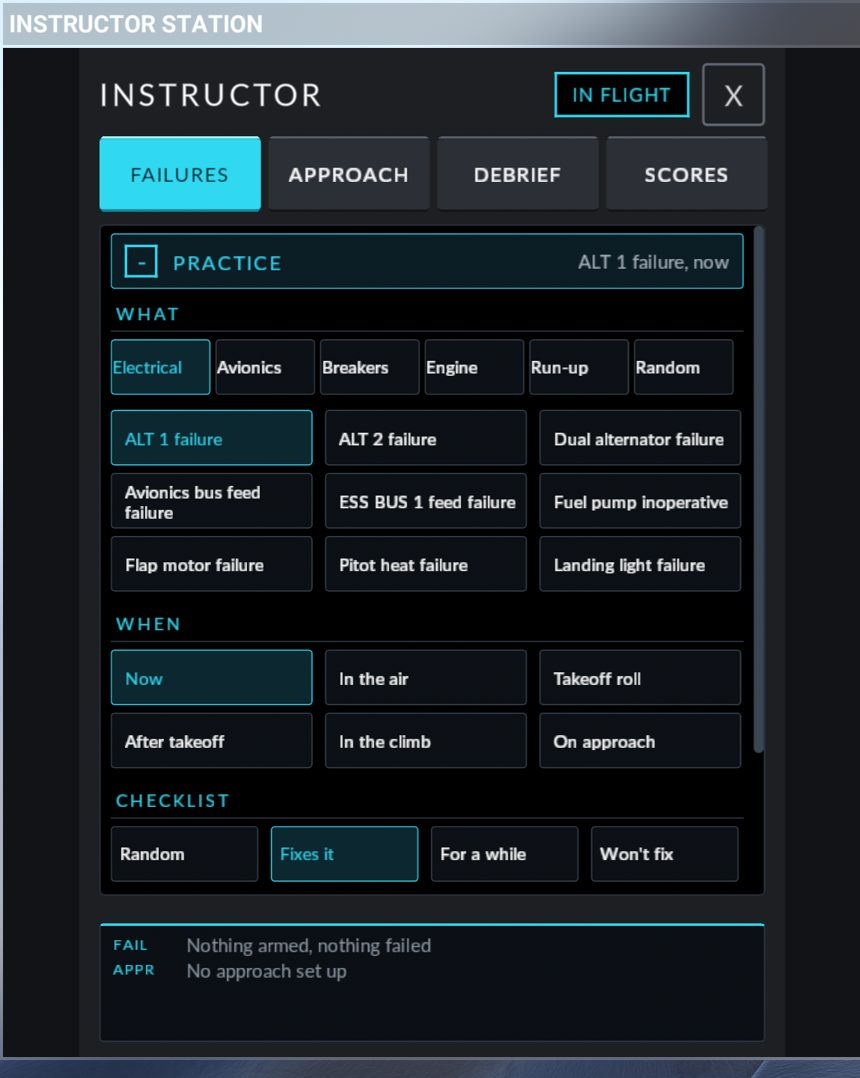 INSTRUCTOR STATION
INSTRUCTOR
IN FLIGHT
X
FAILURES
APPROACH
DEBRIEF
SCORES
-
PRACTICE
ALT 1 failure, now
WHAT
Electrical
Avionics
Breakers
Engine
Run-up
Random
ALT 1 failure
ALT 2 failure
Dual alternator failure
Avionics bus feed
failure
ESS BUS 1 feed failure
Fuel pump inoperative
Flap motor failure
Pitot heat failure
Landing light failure
WHEN
Now
In the air
Takeoff roll
After takeoff
In the climb
On approach
CHECKLIST
Random
Fixes it
For a while
Won't fix
FAIL
Nothing armed, nothing failed
APPR
No approach set up